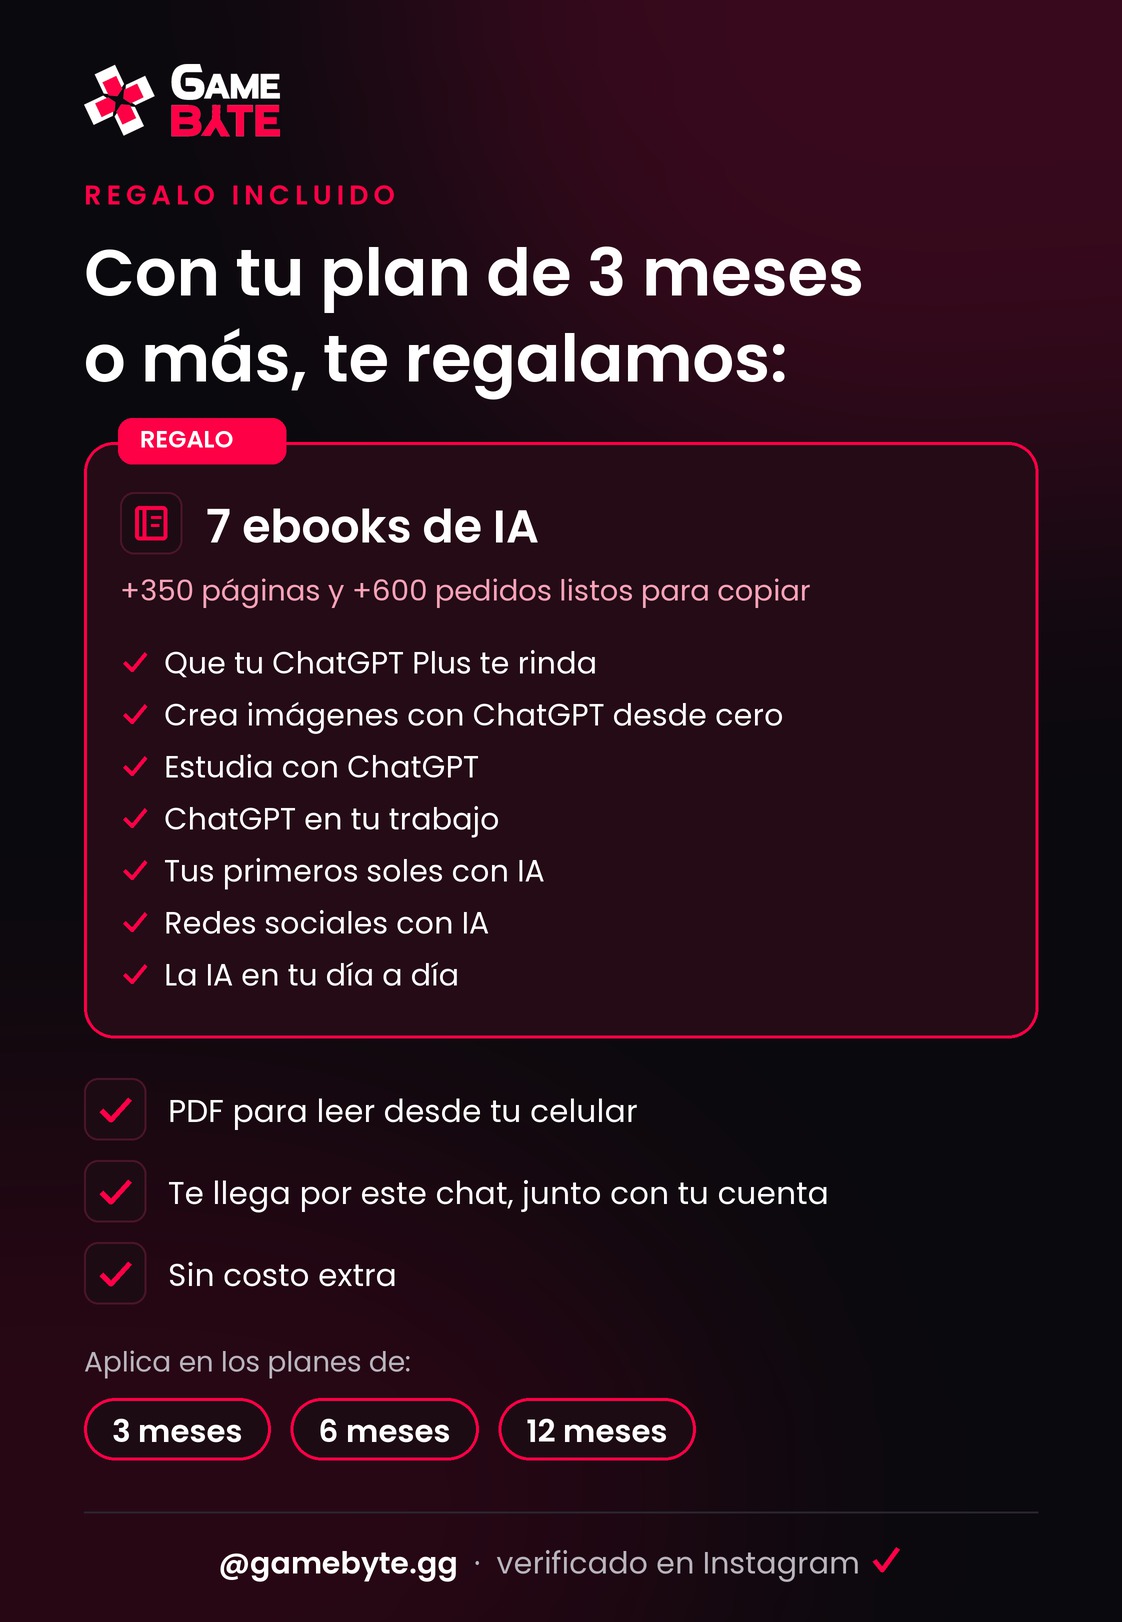 GAME
BYTE
REGALO INCLUIDO
Con tu plan de 3 meses
o más, te regalamos:
REGALO
7 ebooks de IA
+350 páginas y +600 pedidos listos para copiar
Que tu ChatGPT Plus te rinda
Crea imágenes con ChatGPT desde cero
Estudia con ChatGPT
ChatGPT en tu trabajo
Tus primeros soles con IA
Redes sociales con IA
La IA en tu día a día
PDF para leer desde tu celular
Te llega por este chat, junto con tu cuenta
Sin costo extra
Aplica en los planes de:
3 meses 6 meses 12 meses
@gamebyte.gg · verificado en Instagram